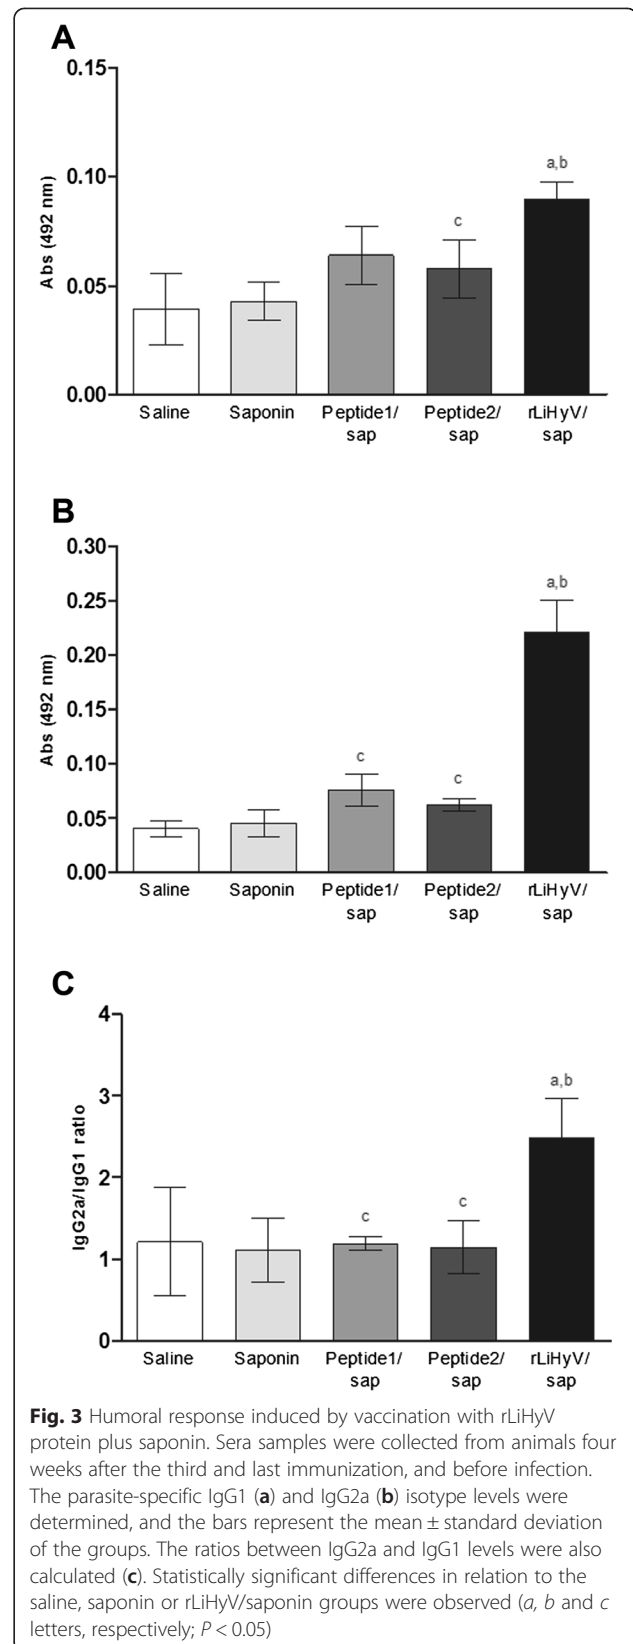 A
0.15
0.10
0.05
0.00
Abs (492 nm)
a,b
c
Saline Saponin Peptide1/ Peptide2/ rLiHyV/
sap sap sap
B
0.30
0.25
0.20
0.15
0.10
0.05
0.00
Abs (492 nm)
a,b
c c
Saline Saponin Peptide1/ Peptide2/ rLiHyV/
sap sap sap
C
4
3
2
1
0
IgG2a/IgG1 ratio
a,b
c c
Saline Saponin Peptide1/ Peptide2/ rLiHyV/
sap sap sap
Fig. 3 Humoral response induced by vaccination with rLiHyV
protein plus saponin. Sera samples were collected from animals four
weeks after the third and last immunization, and before infection.
The parasite-specific IgG1 (a) and IgG2a (b) isotype levels were
determined, and the bars represent the mean ± standard deviation
of the groups. The ratios between IgG2a and IgG1 levels were also
calculated (c). Statistically significant differences in relation to the
saline, saponin or rLiHyV/saponin groups were observed (a, b and c
letters, respectively; P < 0.05)